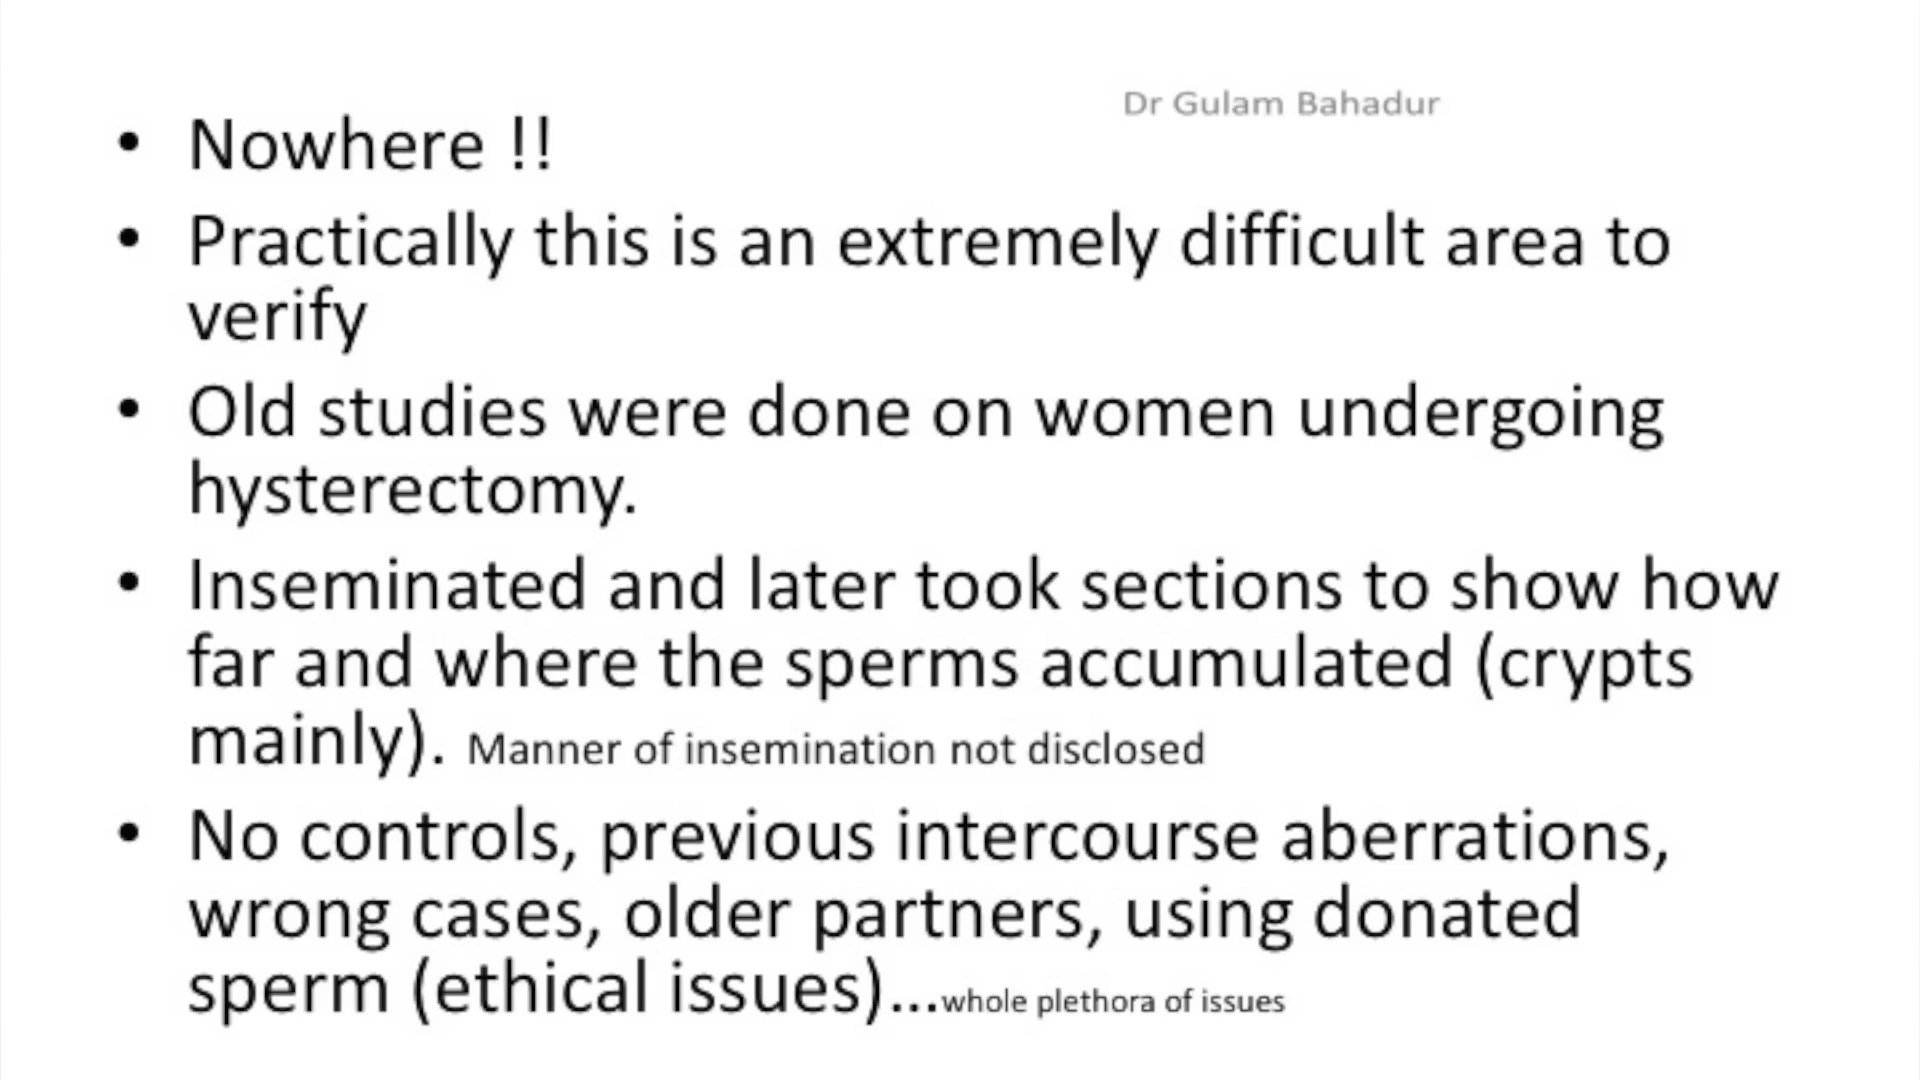 Dr Gulam Bahadur
• Nowhere !!
• Practically this is an extremely difficult area to
verify
• Old studies were done on women undergoing
hysterectomy.
• Inseminated and later took sections to show how
far and where the sperms accumulated (crypts
mainly). Manner of insemination not disclosed
• No controls, previous intercourse aberrations,
wrong cases, older partners, using donated
sperm (ethical issues)...whole plethora of issues